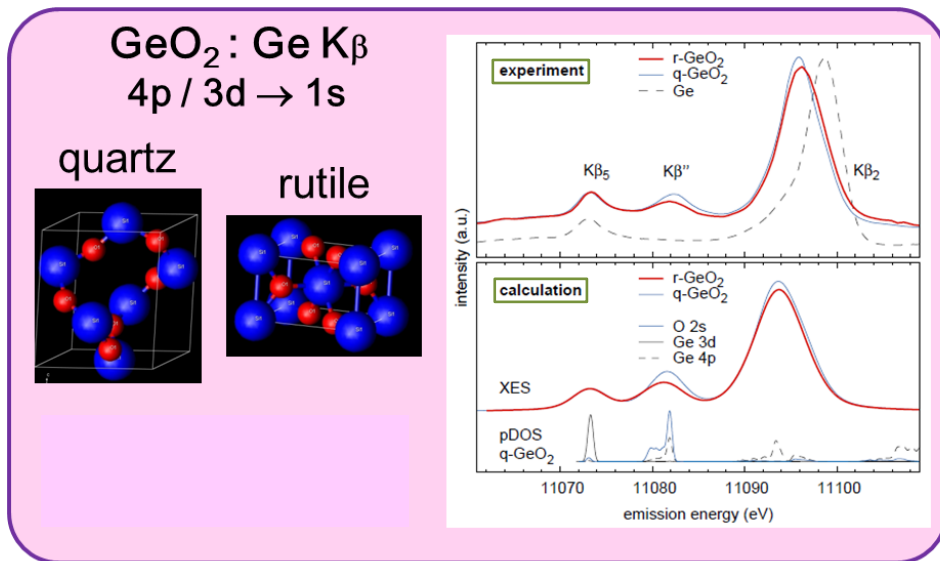 GeO₂ : Ge Kβ
4p / 3d → 1s
quartz
rutile
experiment
r-GeO₂
q-GeO₂
Ge
Kβ₅
Kβ''
Kβ₂
intensity (a.u.)
calculation
r-GeO₂
q-GeO₂
O 2s
Ge 3d
Ge 4p
XES
pDOS
q-GeO₂
11070 11080 11090 11100
emission energy (eV)